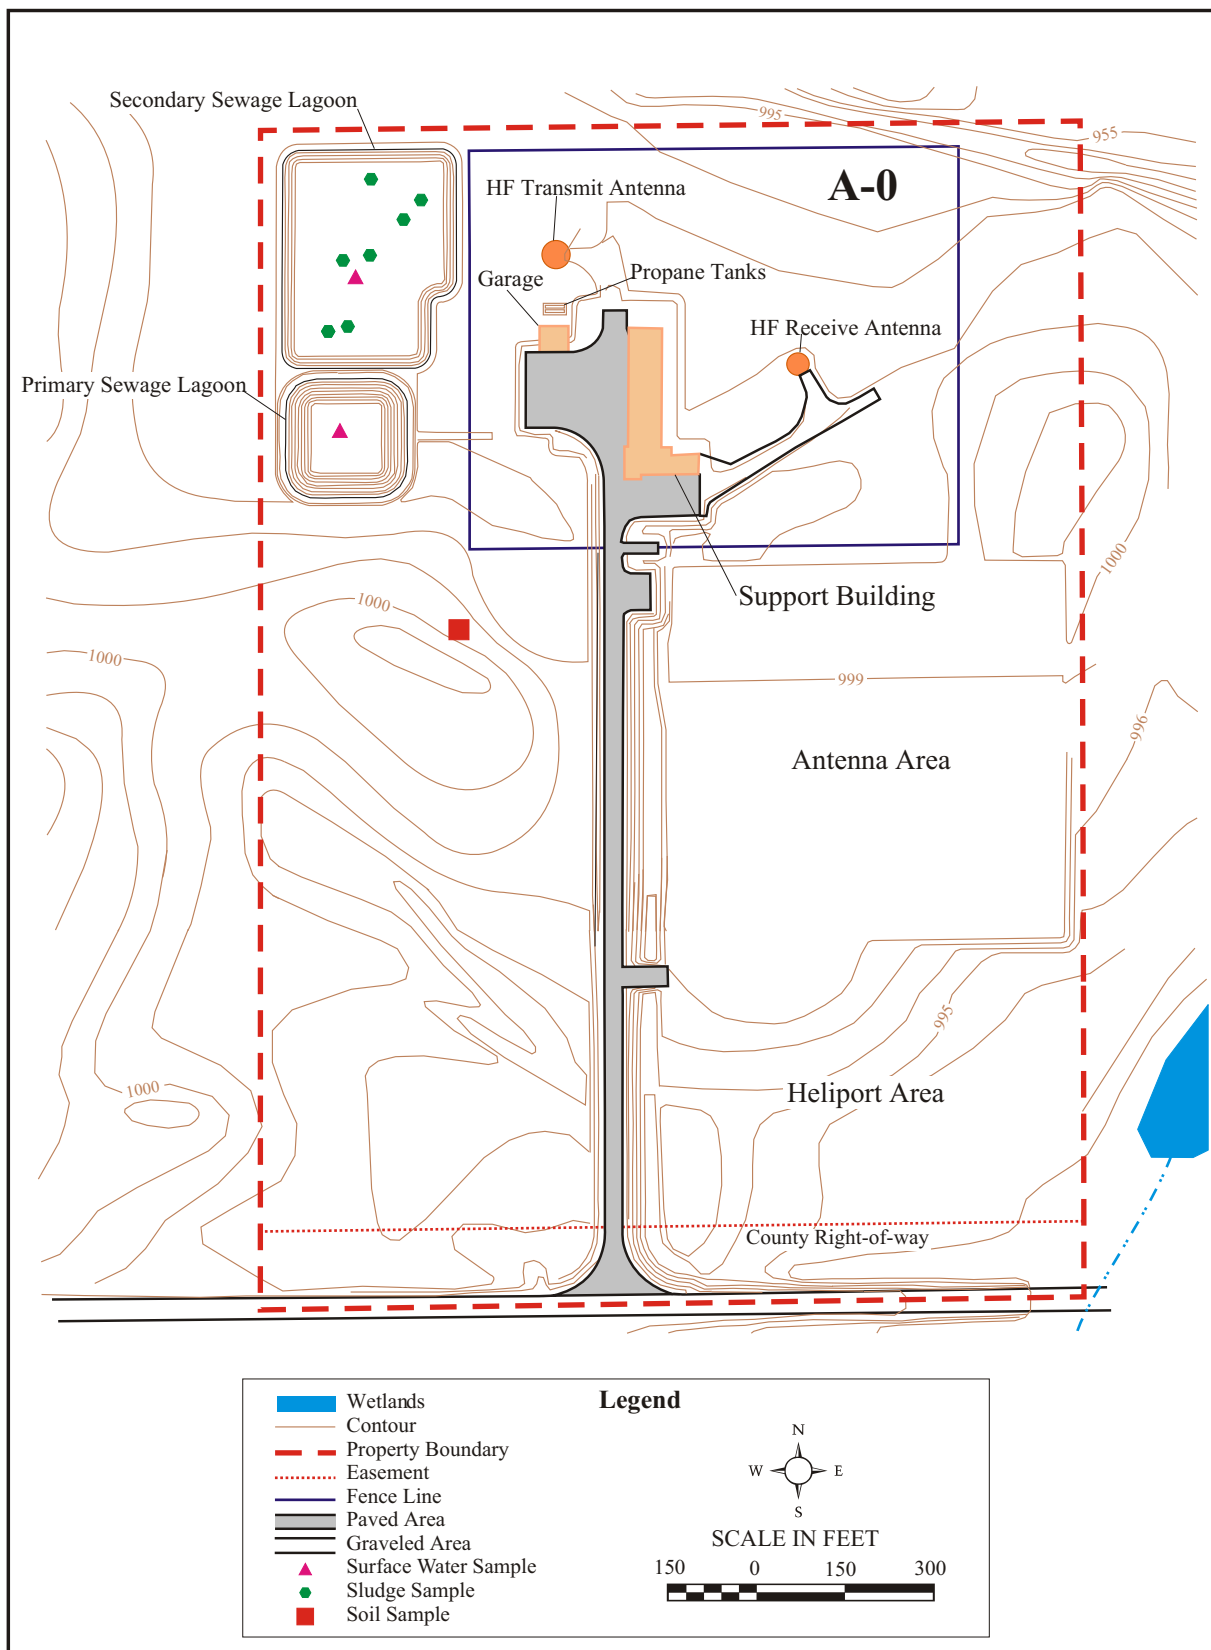 Secondary Sewage Lagoon
995
955
A-0
HF Transmit Antenna
Propane Tanks
Garage
HF Receive Antenna
Primary Sewage Lagoon
1000
Support Building
1000
1000
999
996
Antenna Area
995
1000
Heliport Area
County Right-of-way
Legend
Wetlands
Contour
Property Boundary
Easement
Fence Line
Paved Area
Graveled Area
Surface Water Sample
Sludge Sample
Soil Sample
N
W E
S
SCALE IN FEET
150 0 150 300